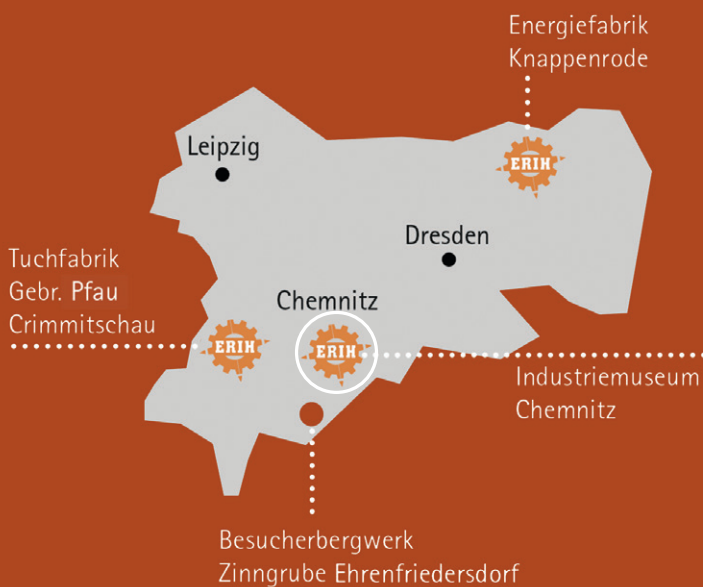 Energiefabrik
Knappenrode
Leipzig
ERIH
Dresden
Tuchfabrik
Gebr. Pfau
Crimmitschau
Chemnitz
ERIH
ERIH
Industriemuseum
Chemnitz
Besucherbergwerk
Zinngrube Ehrenfriedersdorf